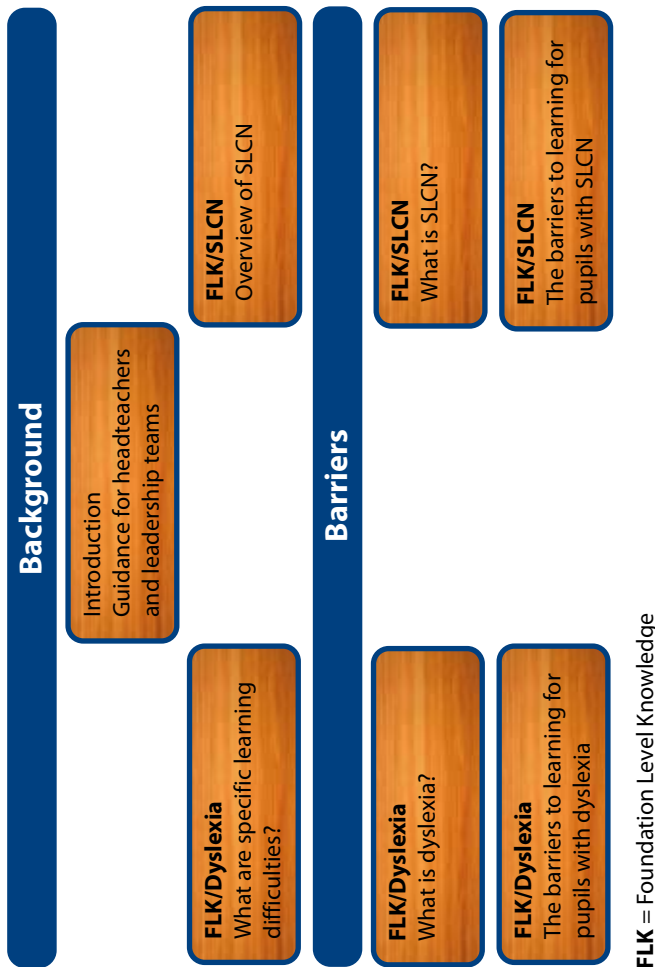 Background
Introduction
Guidance for headteachers
and leadership teams
FLK/Dyslexia
What are specific learning
difficulties?
FLK/SLCN
Overview of SLCN
Barriers
FLK/Dyslexia
What is dyslexia?
FLK/SLCN
What is SLCN?
FLK/Dyslexia
The barriers to learning for
pupils with dyslexia
FLK/SLCN
The barriers to learning for
pupils with SLCN
FLK = Foundation Level Knowledge